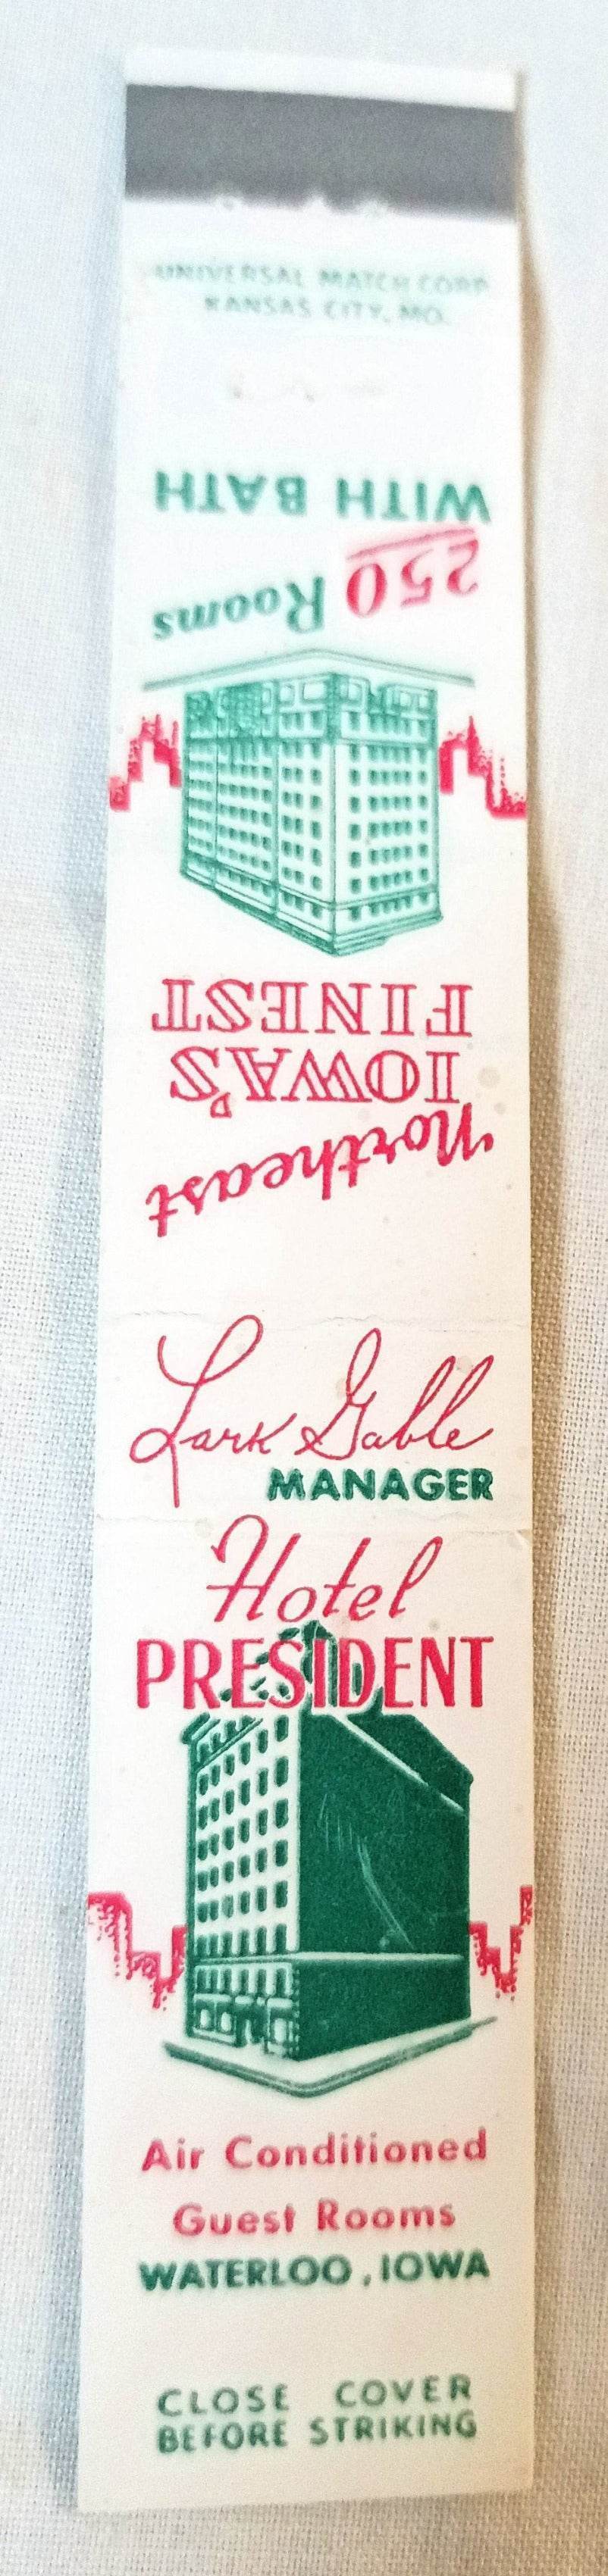 UNIVERSAL MATCH CORP
KANSAS CITY, MO.
Northeast
IOWA'S
FINEST
250 Rooms
WITH BATH
Lark Gable
MANAGER
Hotel
PRESIDENT
Air Conditioned
Guest Rooms
WATERLOO, IOWA
CLOSE COVER
BEFORE STRIKING